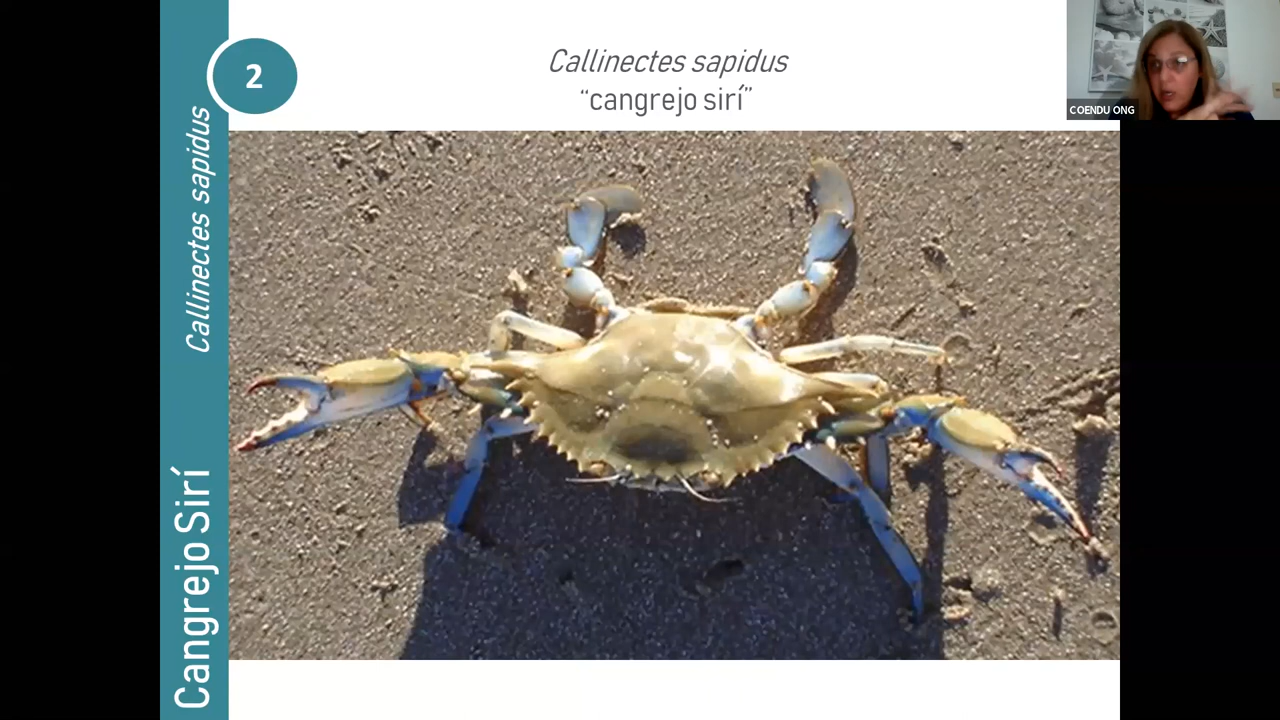 2
Callinectes sapidus
“cangrejo sirí”
COENDU ONG
Callinectes sapidus
Cangrejo Sirí